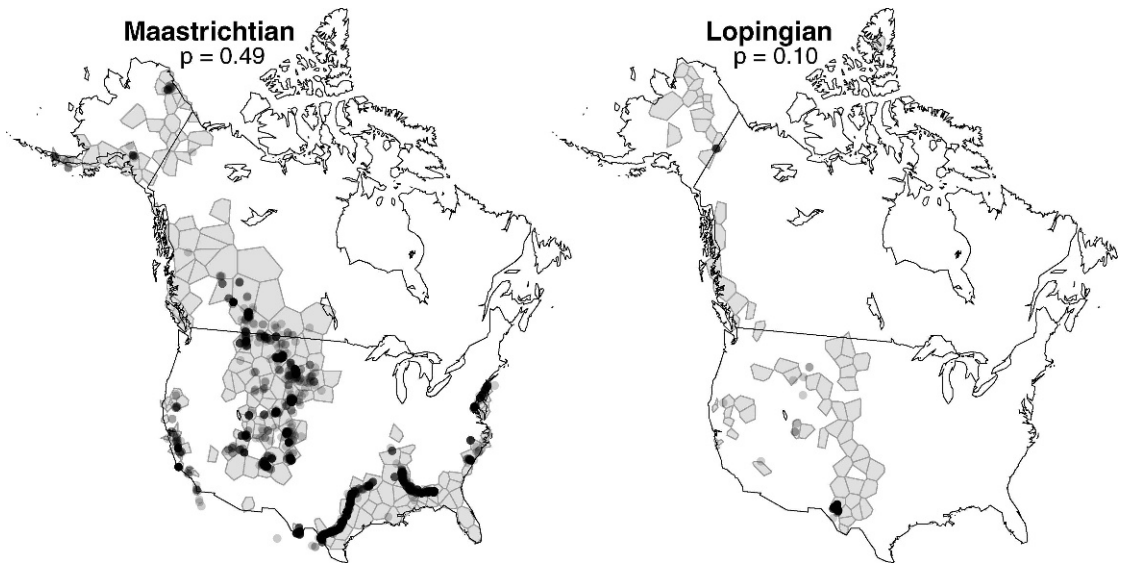 Maastrichtian
p = 0.49
Lopingian
p = 0.10